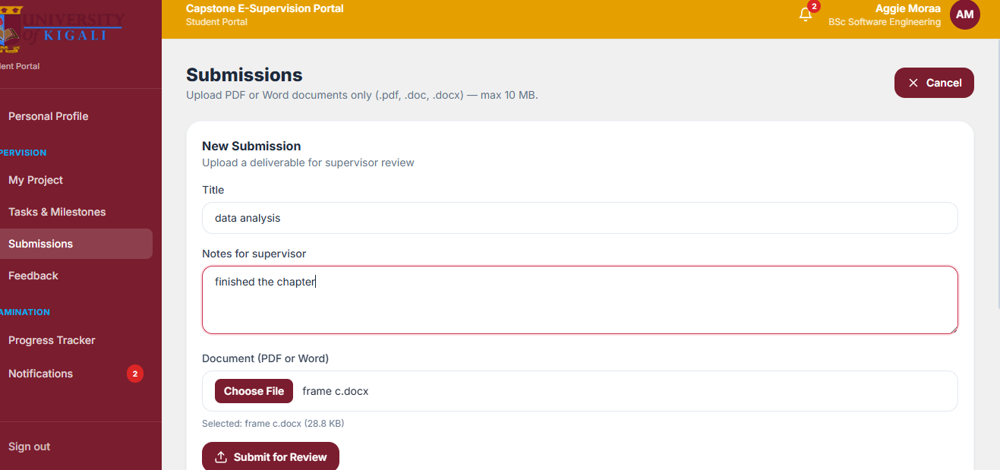 UNIVERSITY
of KIGALI
ent Portal
Personal Profile
PERVISION
My Project
Tasks & Milestones
Submissions
Feedback
AMINATION
Progress Tracker
Notifications 2
Sign out
Capstone E-Supervision Portal
Student Portal
2
Aggie Moraa
BSc Software Engineering
AM
Submissions
Upload PDF or Word documents only (.pdf, .doc, .docx) — max 10 MB.
Cancel
New Submission
Upload a deliverable for supervisor review
Title
data analysis
Notes for supervisor
finished the chapter
Document (PDF or Word)
Choose File frame c.docx
Selected: frame c.docx (28.8 KB)
Submit for Review